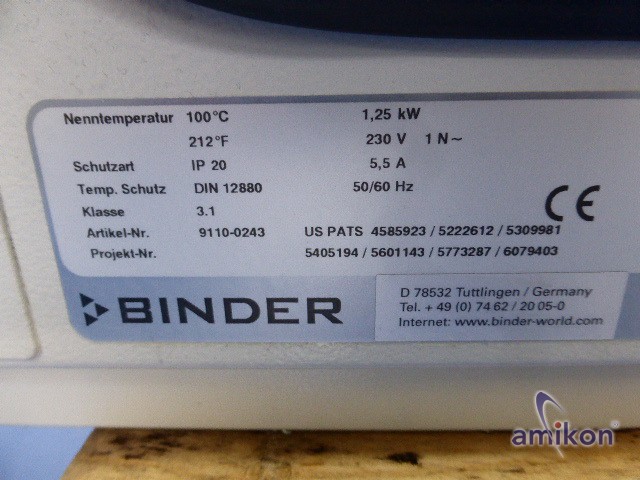 Nenntemperatur 100°C 1,25 kW
212°F 230 V 1 N~
Schutzart IP 20 5,5 A
Temp. Schutz DIN 12880 50/60 Hz
Klasse 3.1
Artikel-Nr. 9110-0243 US PATS 4585923 / 5222612 / 5309981
Projekt-Nr. 5405194 / 5601143 / 5773287 / 6079403
CE
BINDER
D 78532 Tuttlingen / Germany
Tel. + 49 (0) 74 62 / 20 05-0
Internet: www.binder-world.com
amikon